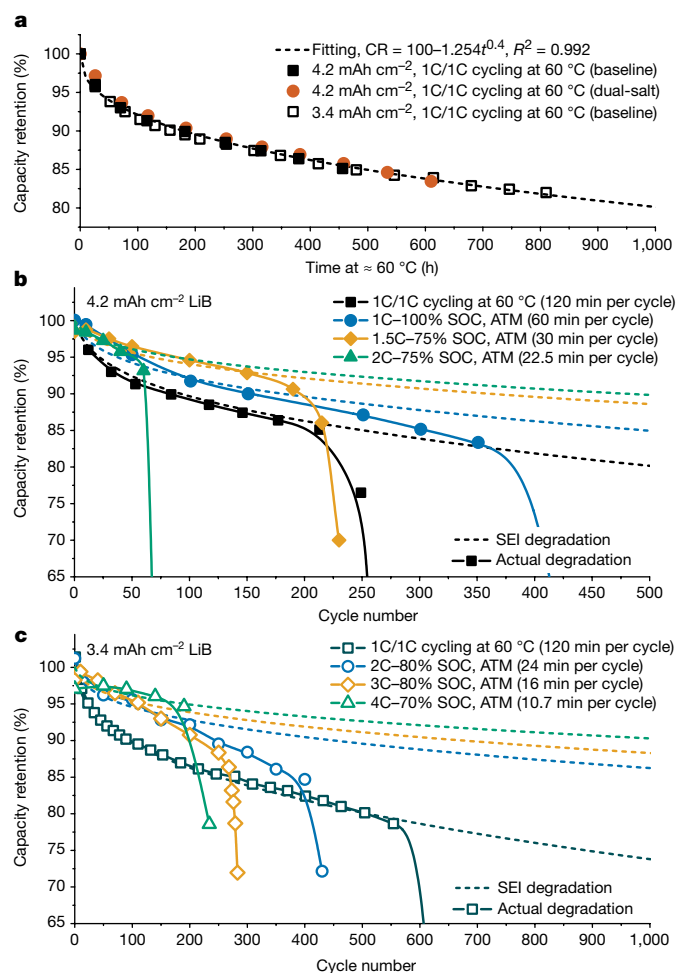 a
Fitting, CR = 100–1.254t^0.4, R² = 0.992
4.2 mAh cm⁻², 1C/1C cycling at 60 °C (baseline)
4.2 mAh cm⁻², 1C/1C cycling at 60 °C (dual-salt)
3.4 mAh cm⁻², 1C/1C cycling at 60 °C (baseline)
Capacity retention (%)
100
95
90
85
80
0 100 200 300 400 500 600 700 800 900 1,000
Time at ≈ 60 °C (h)
b
4.2 mAh cm⁻² LiB
1C/1C cycling at 60 °C (120 min per cycle)
1C–100% SOC, ATM (60 min per cycle)
1.5C–75% SOC, ATM (30 min per cycle)
2C–75% SOC, ATM (22.5 min per cycle)
Capacity retention (%)
100
95
90
85
80
75
70
65
SEI degradation
Actual degradation
0 50 100 150 200 250 300 350 400 450 500
Cycle number
c
3.4 mAh cm⁻² LiB
1C/1C cycling at 60 °C (120 min per cycle)
2C–80% SOC, ATM (24 min per cycle)
3C–80% SOC, ATM (16 min per cycle)
4C–70% SOC, ATM (10.7 min per cycle)
Capacity retention (%)
100
95
90
85
80
75
70
65
SEI degradation
Actual degradation
0 100 200 300 400 500 600 700 800 900 1,000
Cycle number